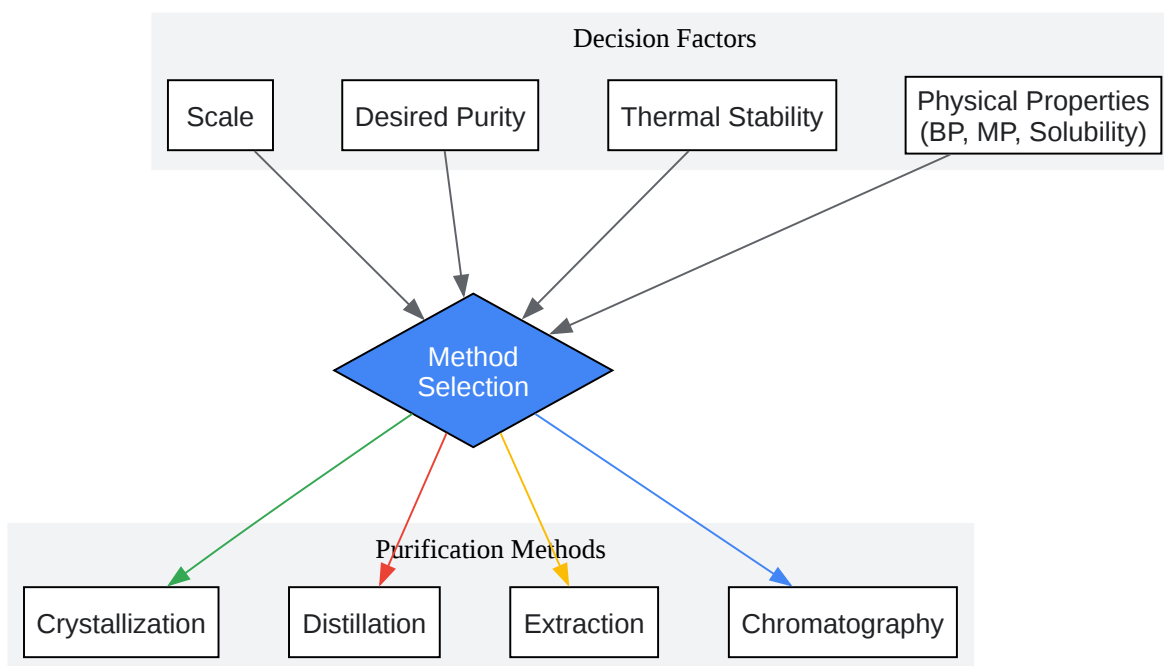 Decision Factors
Scale
Desired Purity
Thermal Stability
Physical Properties
(BP, MP, Solubility)
Method
Selection
Purification Methods
Crystallization
Distillation
Extraction
Chromatography